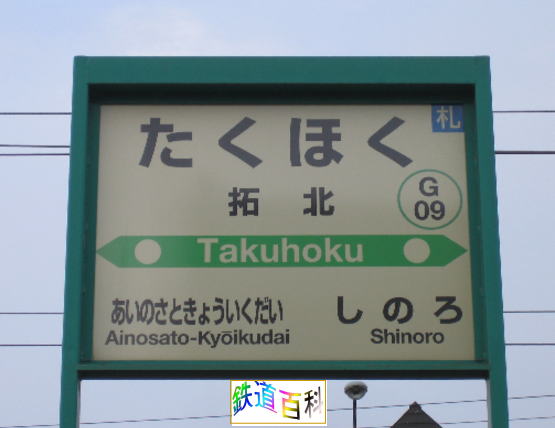 たくほく
札
拓北
G
09
Takuhoku
あいのさときょういくだい
しのろ
Ainosato-Kyōikudai
Shinoro
鉄道百科